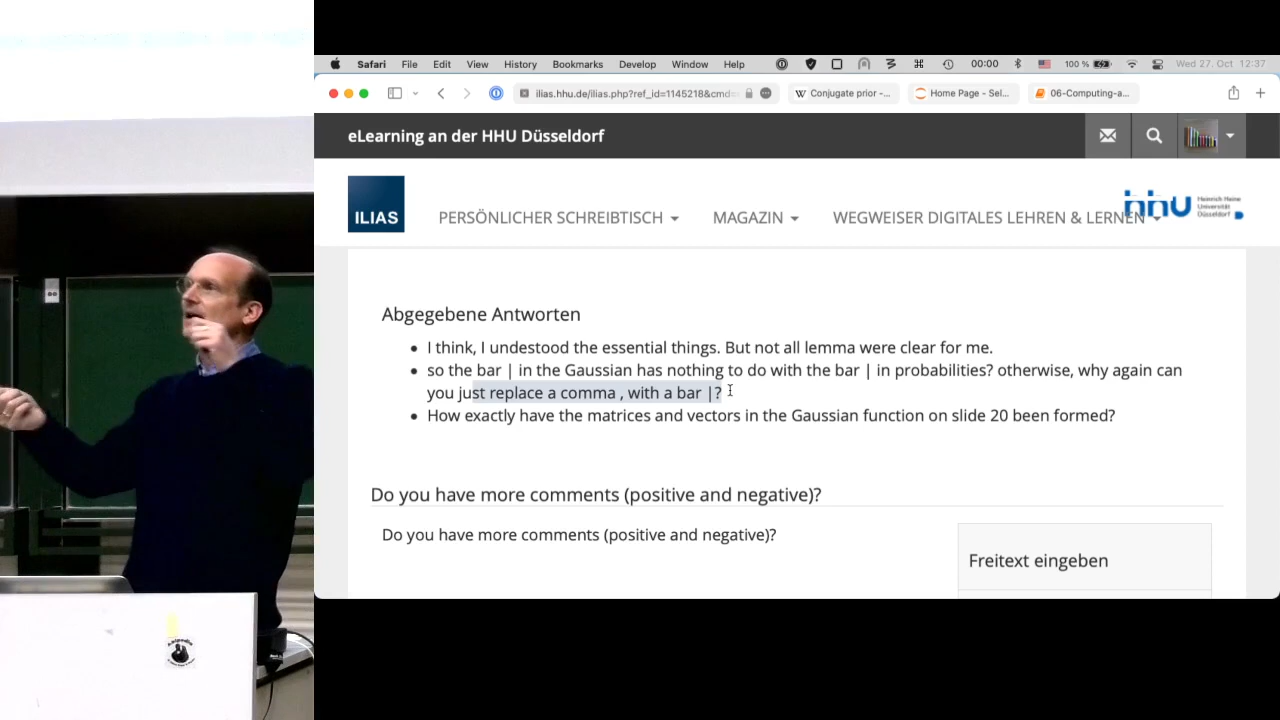 Safari File Edit View History Bookmarks Develop Window Help 00:00 100 % Wed 27. Oct 12:37
ilias.hhu.de/ilias.php?ref_id=1145218&cmd= Conjugate prior -... Home Page - Sel... 06-Computing-a...
eLearning an der HHU Düsseldorf
ILIAS PERSÖNLICHER SCHREIBTISCH MAGAZIN WEGWEISER DIGITALES LEHREN & LERNEN
hhu Heinrich Heine
Universität
Düsseldorf
Abgegebene Antworten
• I think, I undestood the essential things. But not all lemma were clear for me.
• so the bar | in the Gaussian has nothing to do with the bar | in probabilities? otherwise, why again can
you just replace a comma , with a bar |?
• How exactly have the matrices and vectors in the Gaussian function on slide 20 been formed?
Do you have more comments (positive and negative)?
Do you have more comments (positive and negative)?
Freitext eingeben